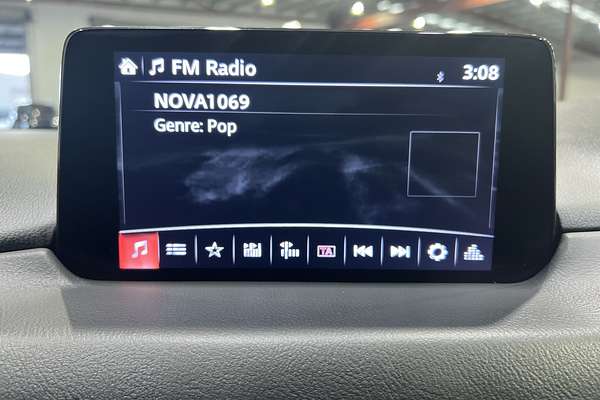 FM Radio 3:08
NOVA1069
Genre: Pop
TA